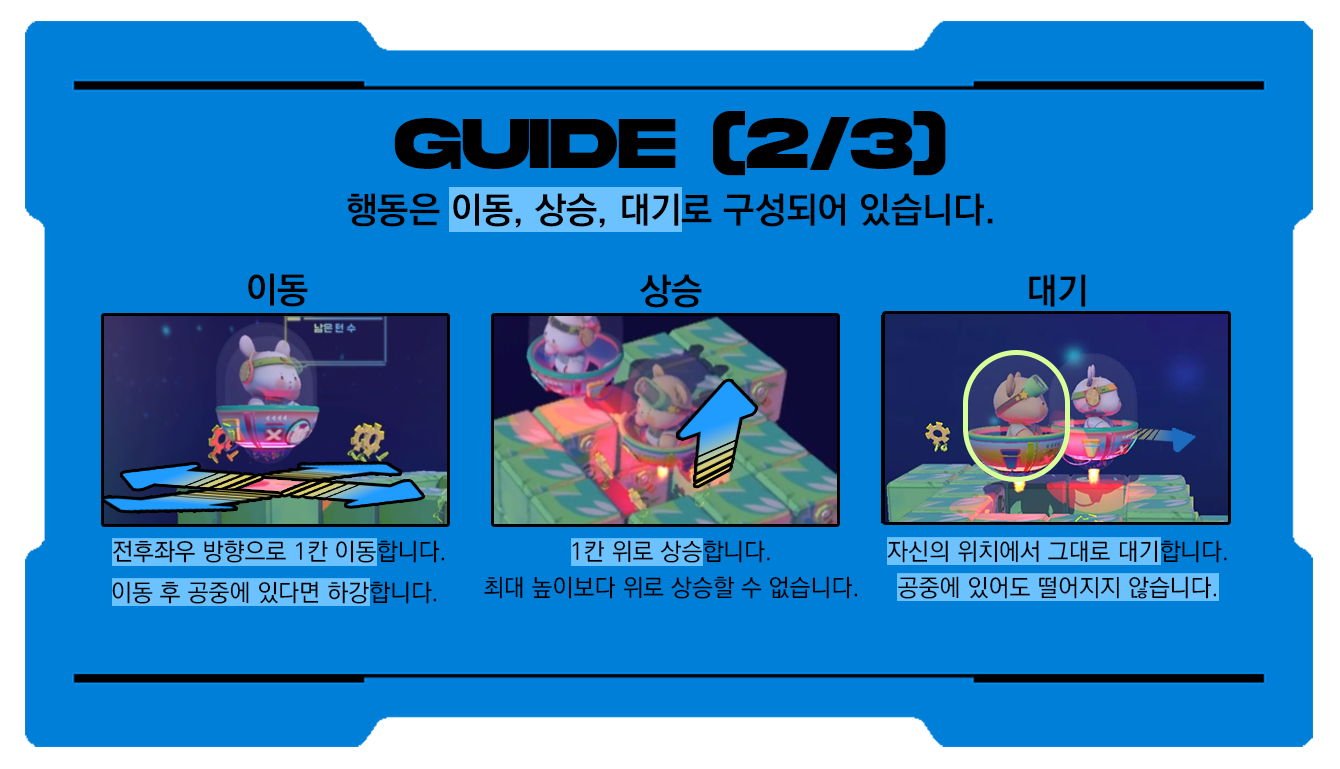 GUIDE (2/3)
행동은 이동, 상승, 대기로 구성되어 있습니다.
이동
상승
대기
남은 턴 수
전후좌우 방향으로 1칸 이동합니다.
이동 후 공중에 있다면 하강합니다.
1칸 위로 상승합니다.
최대 높이보다 위로 상승할 수 없습니다.
자신의 위치에서 그대로 대기합니다.
공중에 있어도 떨어지지 않습니다.